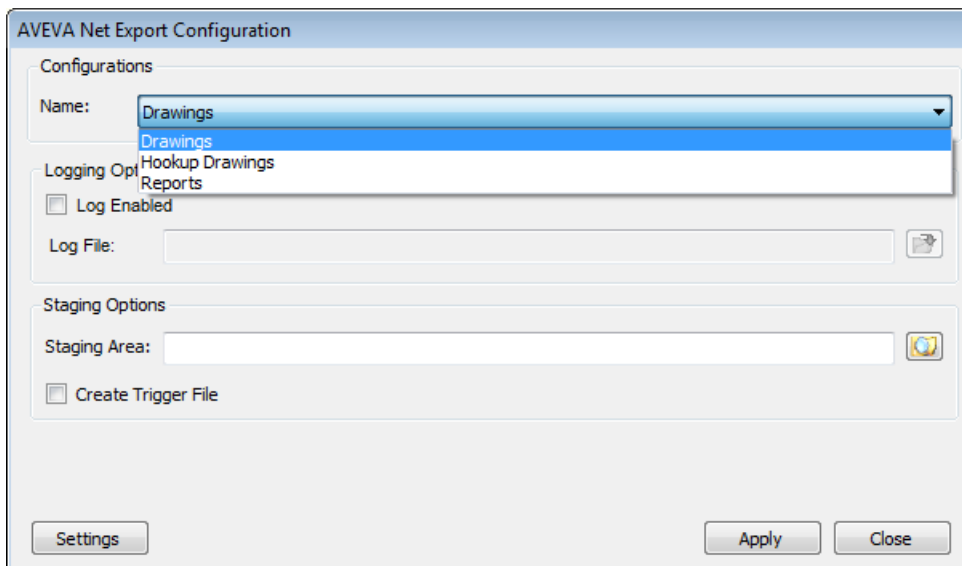 AVEVA Net Export Configuration
Configurations
Name: Drawings
Drawings
Hookup Drawings
Logging Opt
Reports
Log Enabled
Log File:
Staging Options
Staging Area:
Create Trigger File
Settings Apply Close